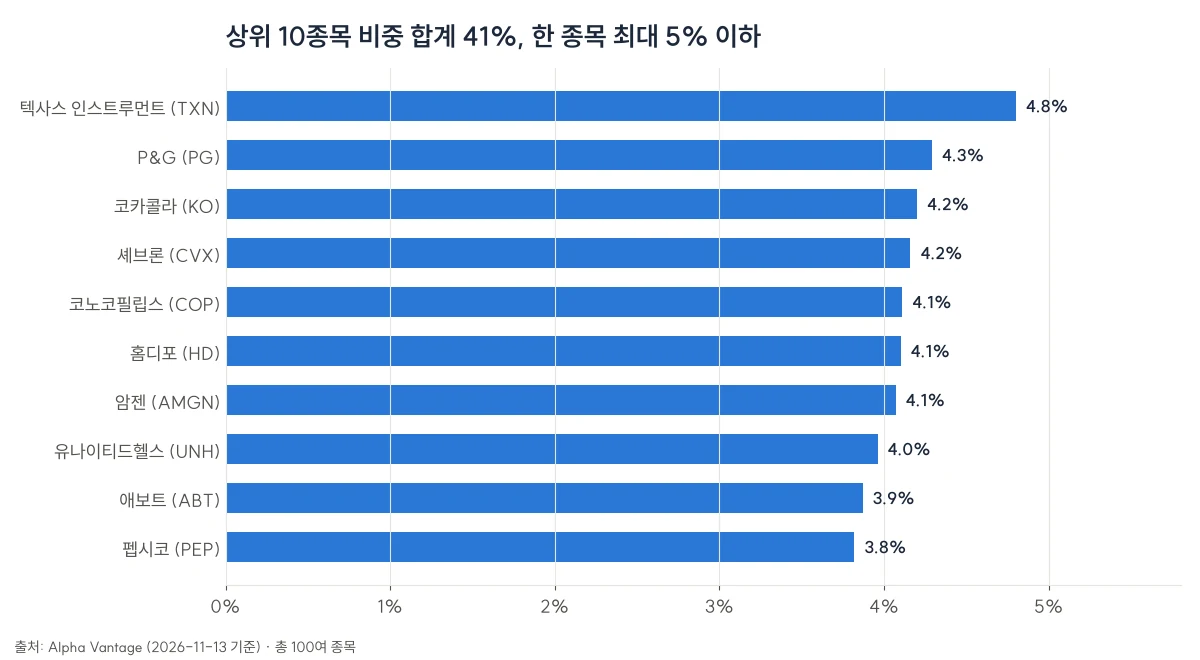 상위 10종목 비중 합계 41%, 한 종목 최대 5% 이하
텍사스 인스트루먼트 (TXN) 4.8%
P&G (PG) 4.3%
코카콜라 (KO) 4.2%
셰브론 (CVX) 4.2%
코노코필립스 (COP) 4.1%
홈디포 (HD) 4.1%
암젠 (AMGN) 4.1%
유나이티드헬스 (UNH) 4.0%
애보트 (ABT) 3.9%
펩시코 (PEP) 3.8%
0% 1% 2% 3% 4% 5%
출처: Alpha Vantage (2026-11-13 기준) · 총 100여 종목